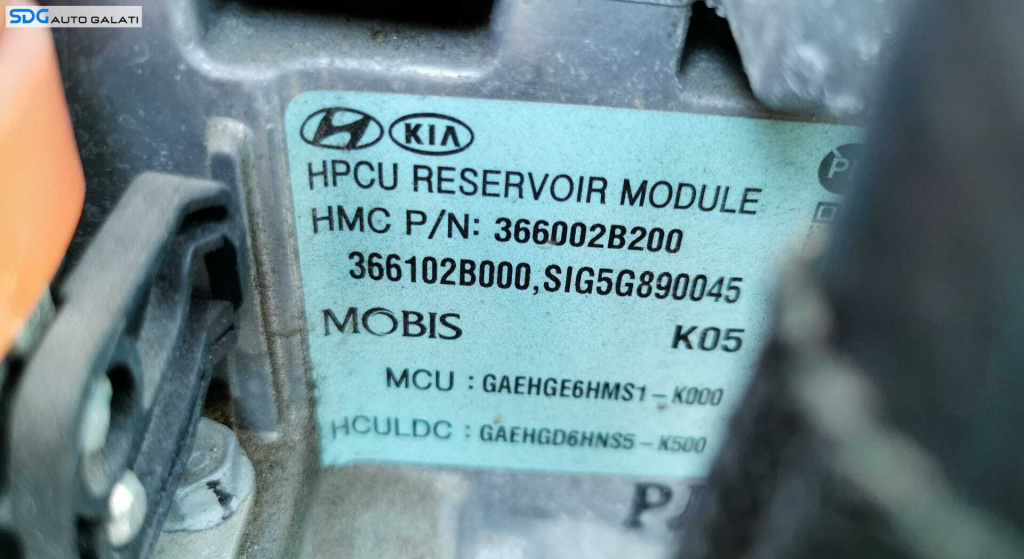 SDG AUTO GALATI
KIA
HPCU RESERVOIR MODULE
HMC P/N: 366002B200
366102B000,SIG5G890045
MOBIS K05
MCU : GAEHGE6HMS1-K000
HCULDC : GAEHGD6HNS5-K500